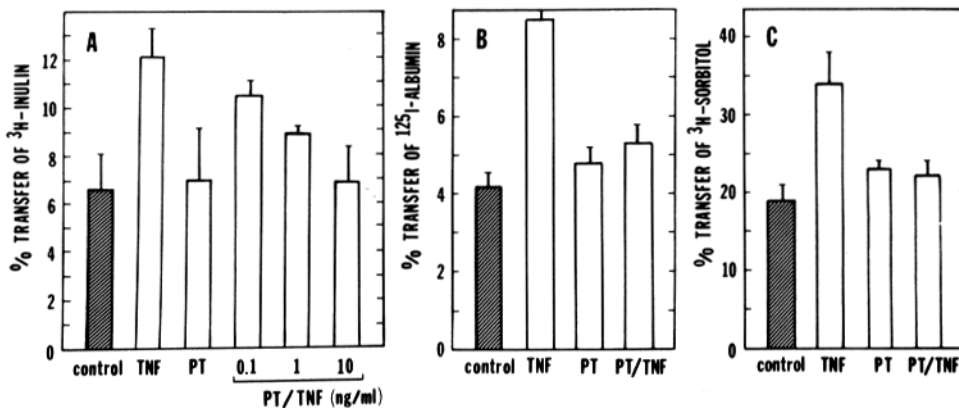 A
% TRANSFER OF ³H-INULIN
12
10
8
6
4
2
0
control TNF PT 0.1 1 10
PT/TNF (ng/ml)
B
% TRANSFER OF ¹²⁵I-ALBUMIN
8
6
4
2
0
control TNF PT PT/TNF
C
% TRANSFER OF ³H-SORBITOL
40
30
20
10
0
control TNF PT PT/TNF